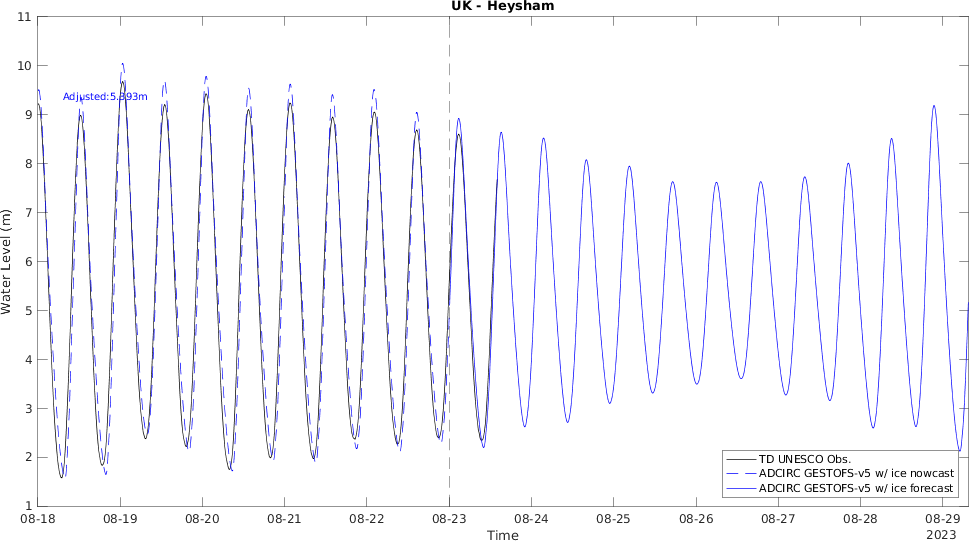 UK - Heysham
11
10
9
8
7
6
5
4
3
2
1
Water Level (m)
Adjusted:5.393m
TD UNESCO Obs.
ADCIRC GESTOFS-v5 w/ ice nowcast
ADCIRC GESTOFS-v5 w/ ice forecast
08-18 08-19 08-20 08-21 08-22 08-23 08-24 08-25 08-26 08-27 08-28 08-29
2023
Time